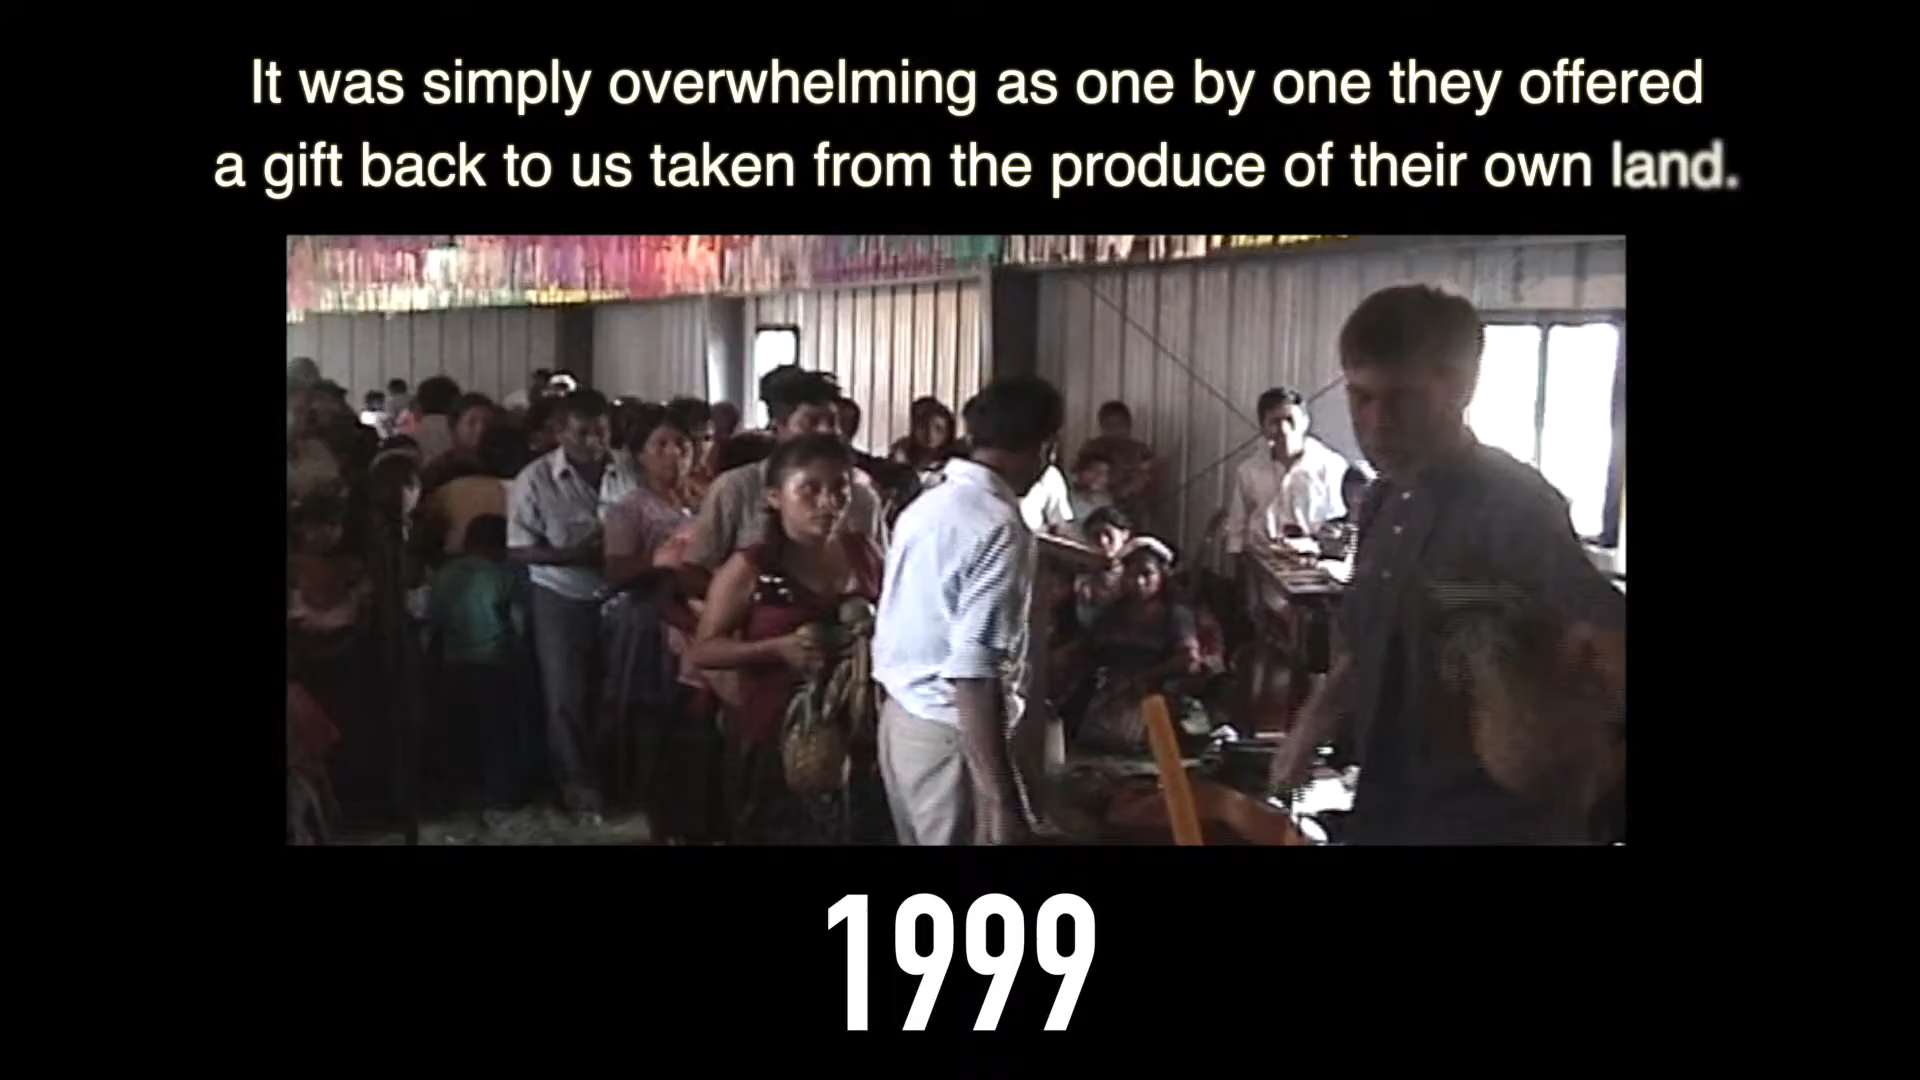 It was simply overwhelming as one by one they offered
a gift back to us taken from the produce of their own land.
1999